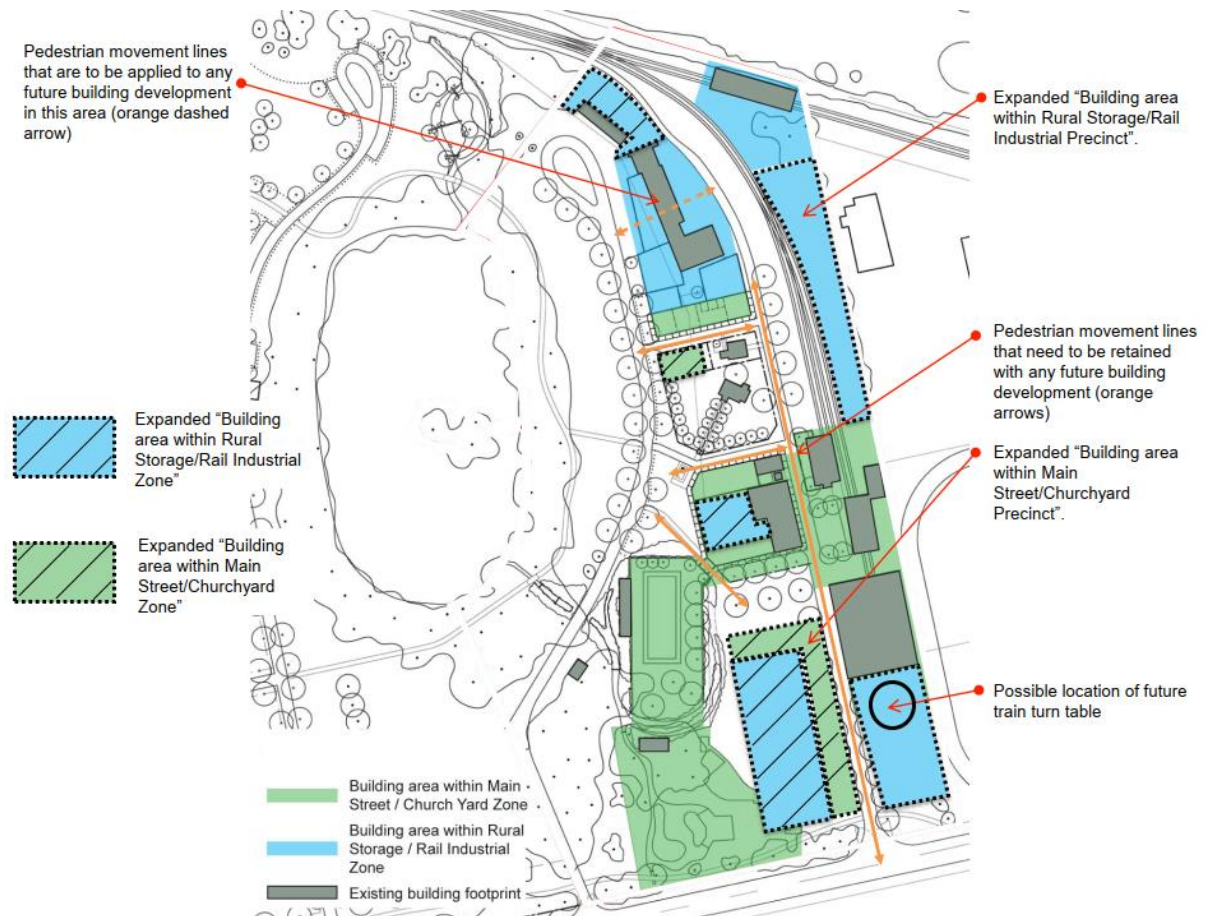 Pedestrian movement lines
that are to be applied to any
future building development
in this area (orange dashed
arrow)
Expanded “Building
area within Rural
Storage/Rail Industrial
Zone”
Expanded “Building
area within Main
Street/Churchyard
Zone”
Expanded “Building area
within Rural Storage/Rail
Industrial Precinct”.
Pedestrian movement lines
that need to be retained
with any future building
development (orange
arrows)
Expanded “Building area
within Main
Street/Churchyard
Precinct”.
Possible location of future
train turn table
Building area within Main
Street / Church Yard Zone
Building area within Rural
Storage / Rail Industrial
Zone
Existing building footprint